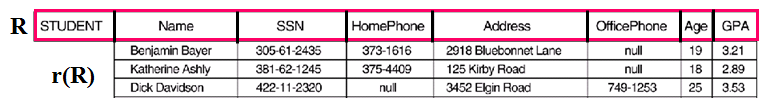 R STUDENT Name SSN HomePhone Address OfficePhone Age GPA
r(R) Benjamin Bayer 305-61-2435 373-1616 2918 Bluebonnet Lane null 19 3.21
Katherine Ashly 381-62-1245 375-4409 125 Kirby Road null 18 2.89
Dick Davidson 422-11-2320 null 3452 Elgin Road 749-1253 25 3.53